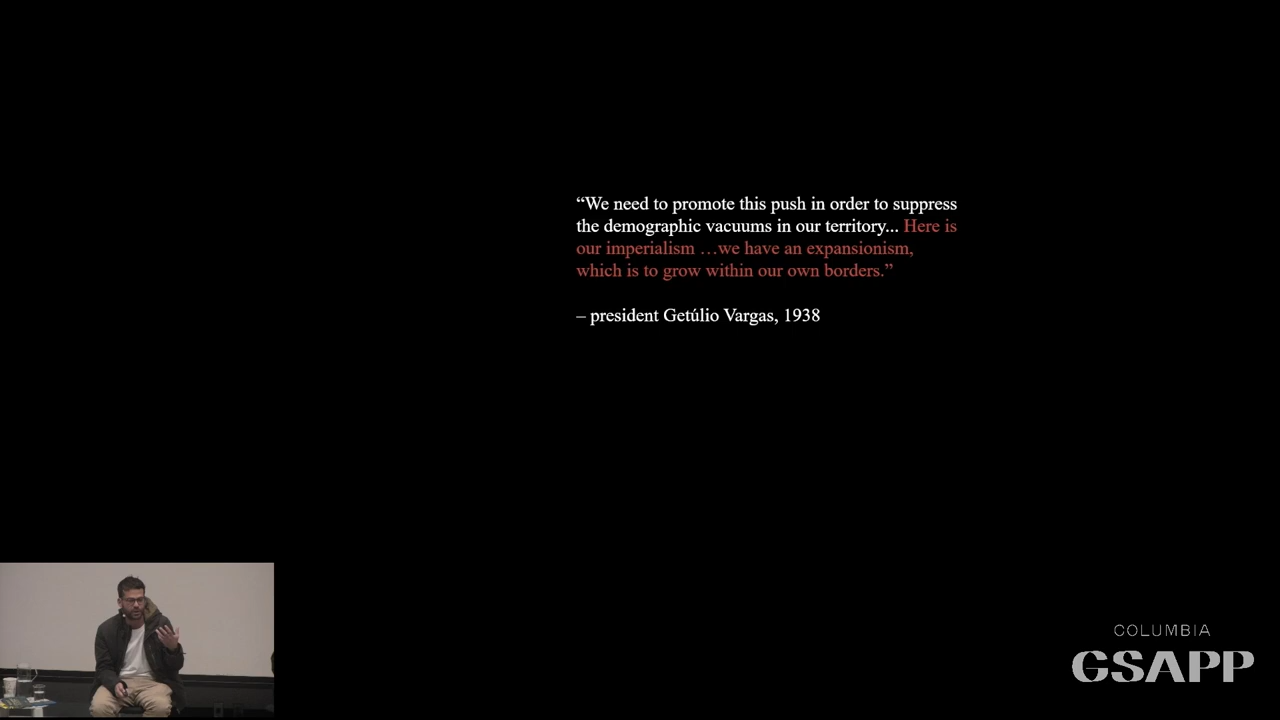 “We need to promote this push in order to suppress
the demographic vacuums in our territory... Here is
our imperialism …we have an expansionism,
which is to grow within our own borders.”
– president Getúlio Vargas, 1938
COLUMBIA
GSAPP